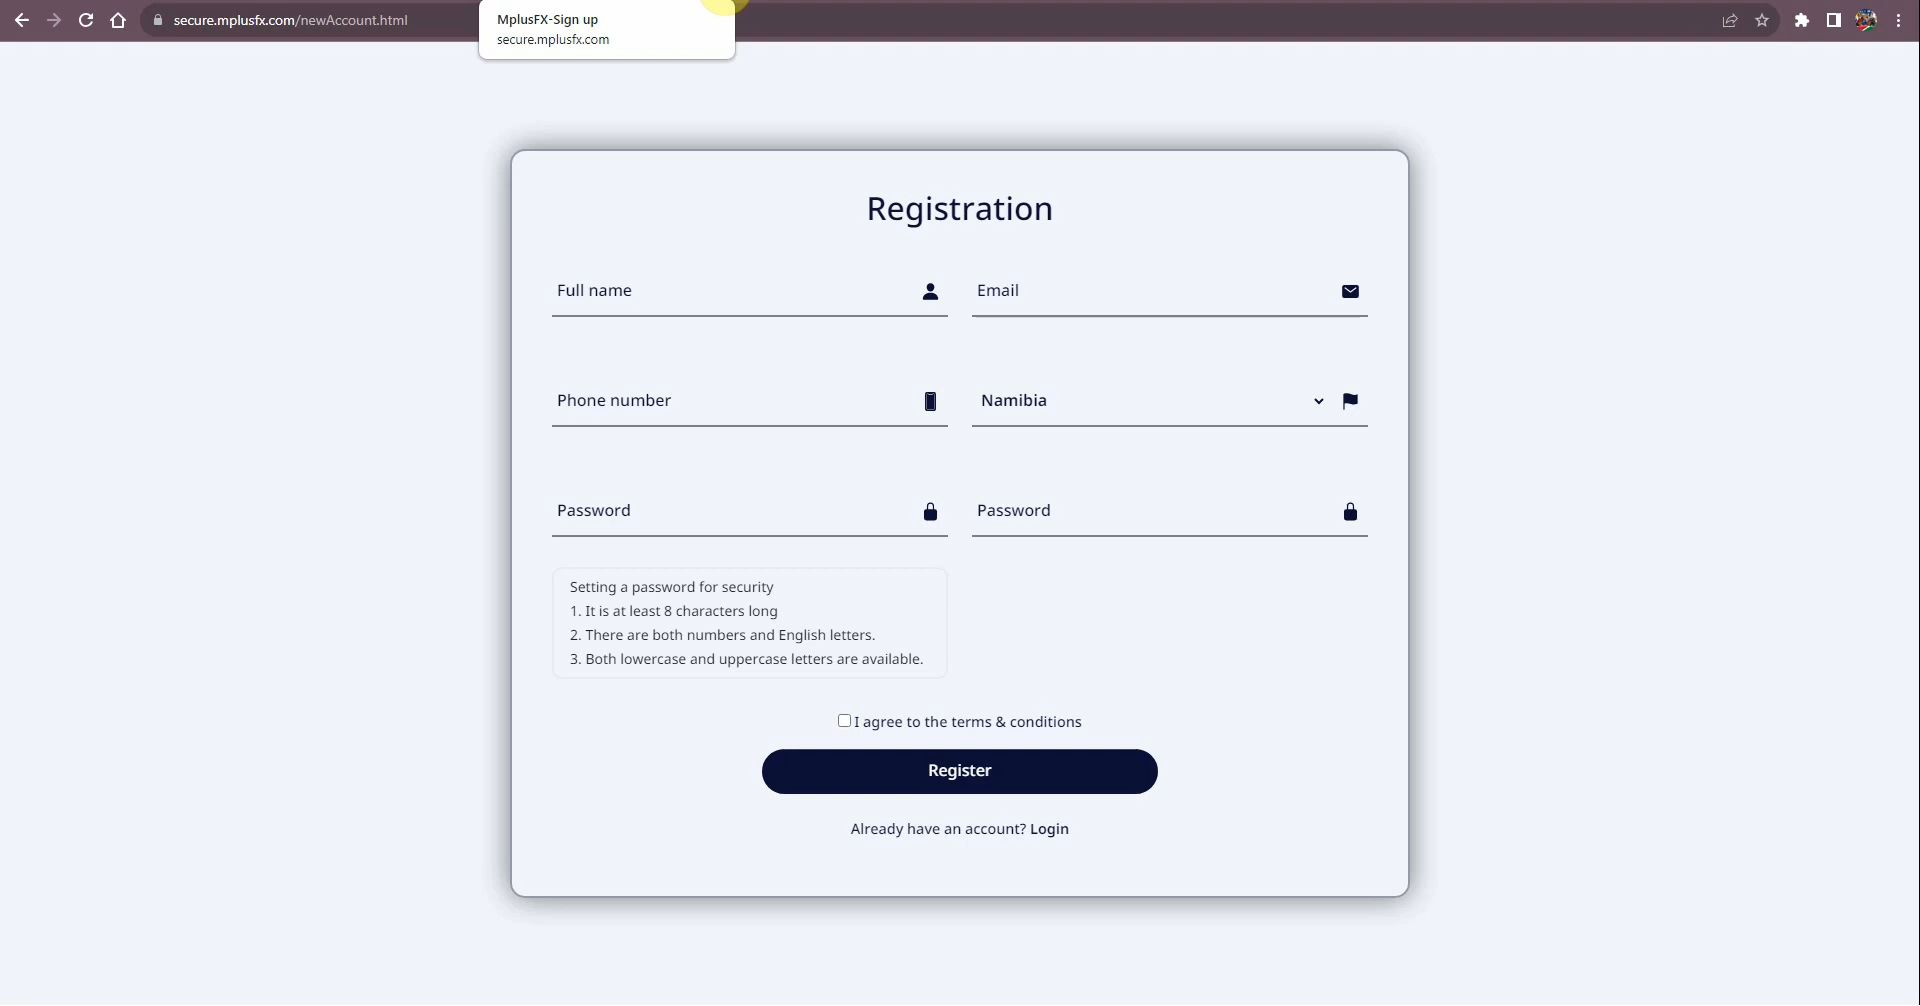 secure.mplusfx.com/newAccount.html
MplusFX-Sign up
secure.mplusfx.com
Registration
Full name
Email
Phone number
Namibia
Password
Password
Setting a password for security
1. It is at least 8 characters long
2. There are both numbers and English letters.
3. Both lowercase and uppercase letters are available.
I agree to the terms & conditions
Register
Already have an account? Login